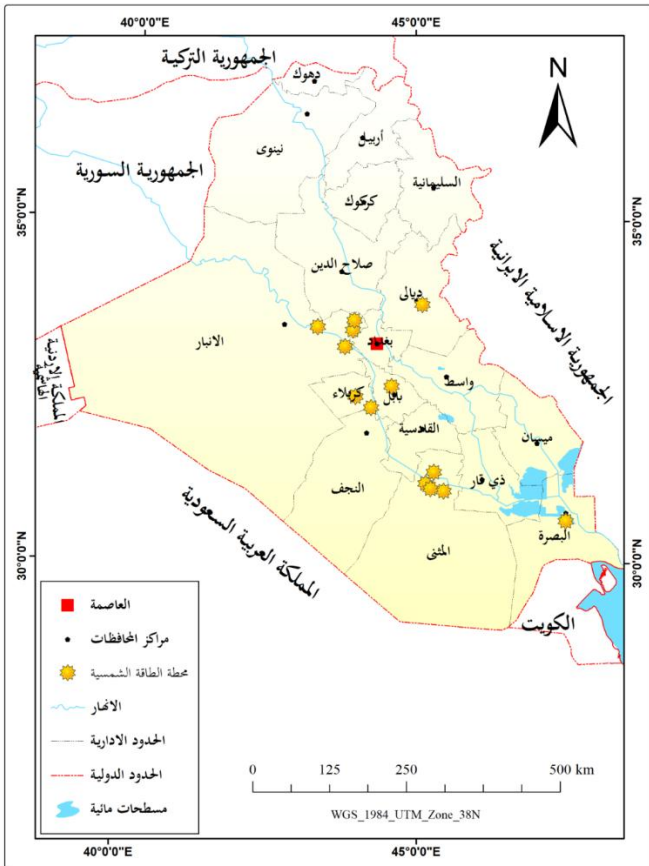 40°0'0"E
45°0'0"E
الجمهورية التركية
N
دهوك
أربيل
نينوى
الجمهورية السورية
السليمانية
كركوك
35°0'0"N
35°0'0"N
صلاح الدين
ديالى
الجمهورية الاسلامية الايرانية
الانبار
بغداد
المملكة الاردنية
الهاشمية
واسط
كربلاء
بابل
القادسية
ميسان
النجف
ذي قار
المملكة العربية السعودية
المثنى
البصرة
30°0'0"N
30°0'0"N
الكويت
العاصمة
مراكز المحافظات
محطة الطاقة الشمسية
الانهار
الحدود الادارية
الحدود الدولية
مسطحات مائية
0 125 250 500 km
WGS_1984_UTM_Zone_38N
40°0'0"E
45°0'0"E